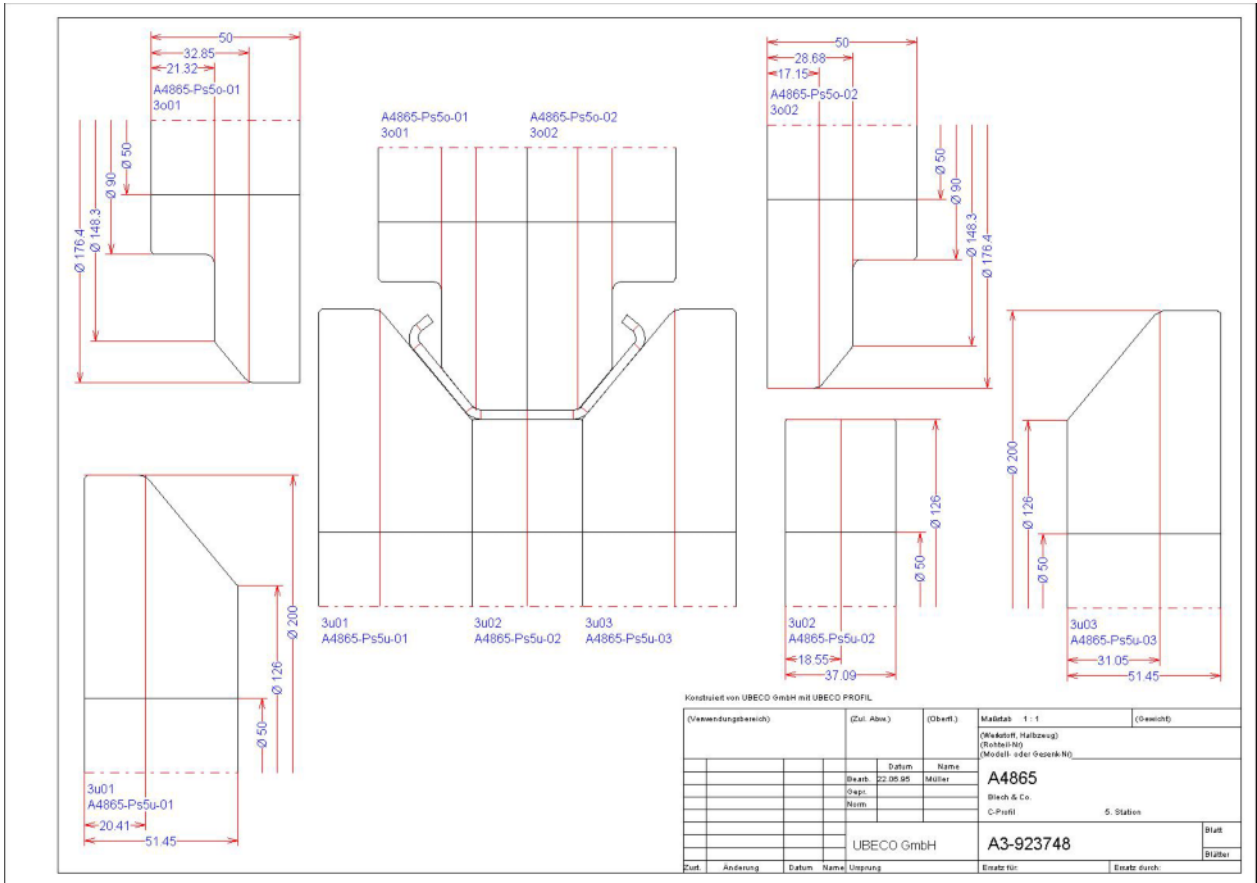 50
32.85
21.32
A4865-Ps5o-01
3o01
Ø 50
Ø 90
Ø 148.3
Ø 176.4
A4865-Ps5o-01
3o01
A4865-Ps5o-02
3o02
50
28.68
17.15
A4865-Ps5o-02
3o02
Ø 50
Ø 90
Ø 148.3
Ø 176.4
Ø 200
Ø 126
Ø 50
3u01
A4865-Ps5u-01
20.41
51.45
3u01
A4865-Ps5u-01
3u02
A4865-Ps5u-02
3u03
A4865-Ps5u-03
Ø 126
Ø 50
3u02
A4865-Ps5u-02
18.55
37.09
Ø 200
Ø 126
Ø 50
3u03
A4865-Ps5u-03
31.05
51.45
Konstruiert von UBECO GmbH mit UBECO PROFIL
(Verwendungsbereich)
(Zul. Abw.)
(Oberfl.)
Maßstab 1 : 1
(Gewicht)
(Werkstoff, Halbzeug)
(Rohteil-Nr)
(Modell- oder Gesenk-Nr)
Datum
Name
Bearb. 22.06.95 Müller
Gepr.
Norm
A4865
Blech & Co.
C-Profil
5. Station
UBECO GmbH
A3-923748
Blatt
Blätter
Zust.
Änderung
Datum
Name
Ursprung
Ersatz für:
Ersatz durch: